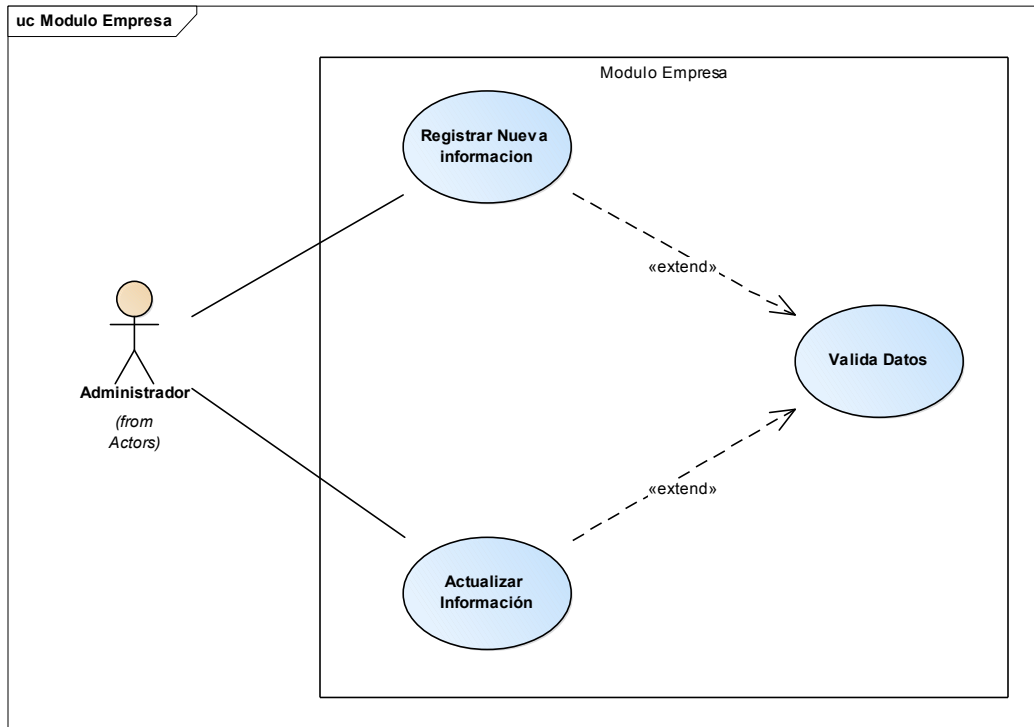 uc Modulo Empresa
Modulo Empresa
Registrar Nueva
informacion
«extend»
Administrador
(from
Actors)
Valida Datos
«extend»
Actualizar
Información